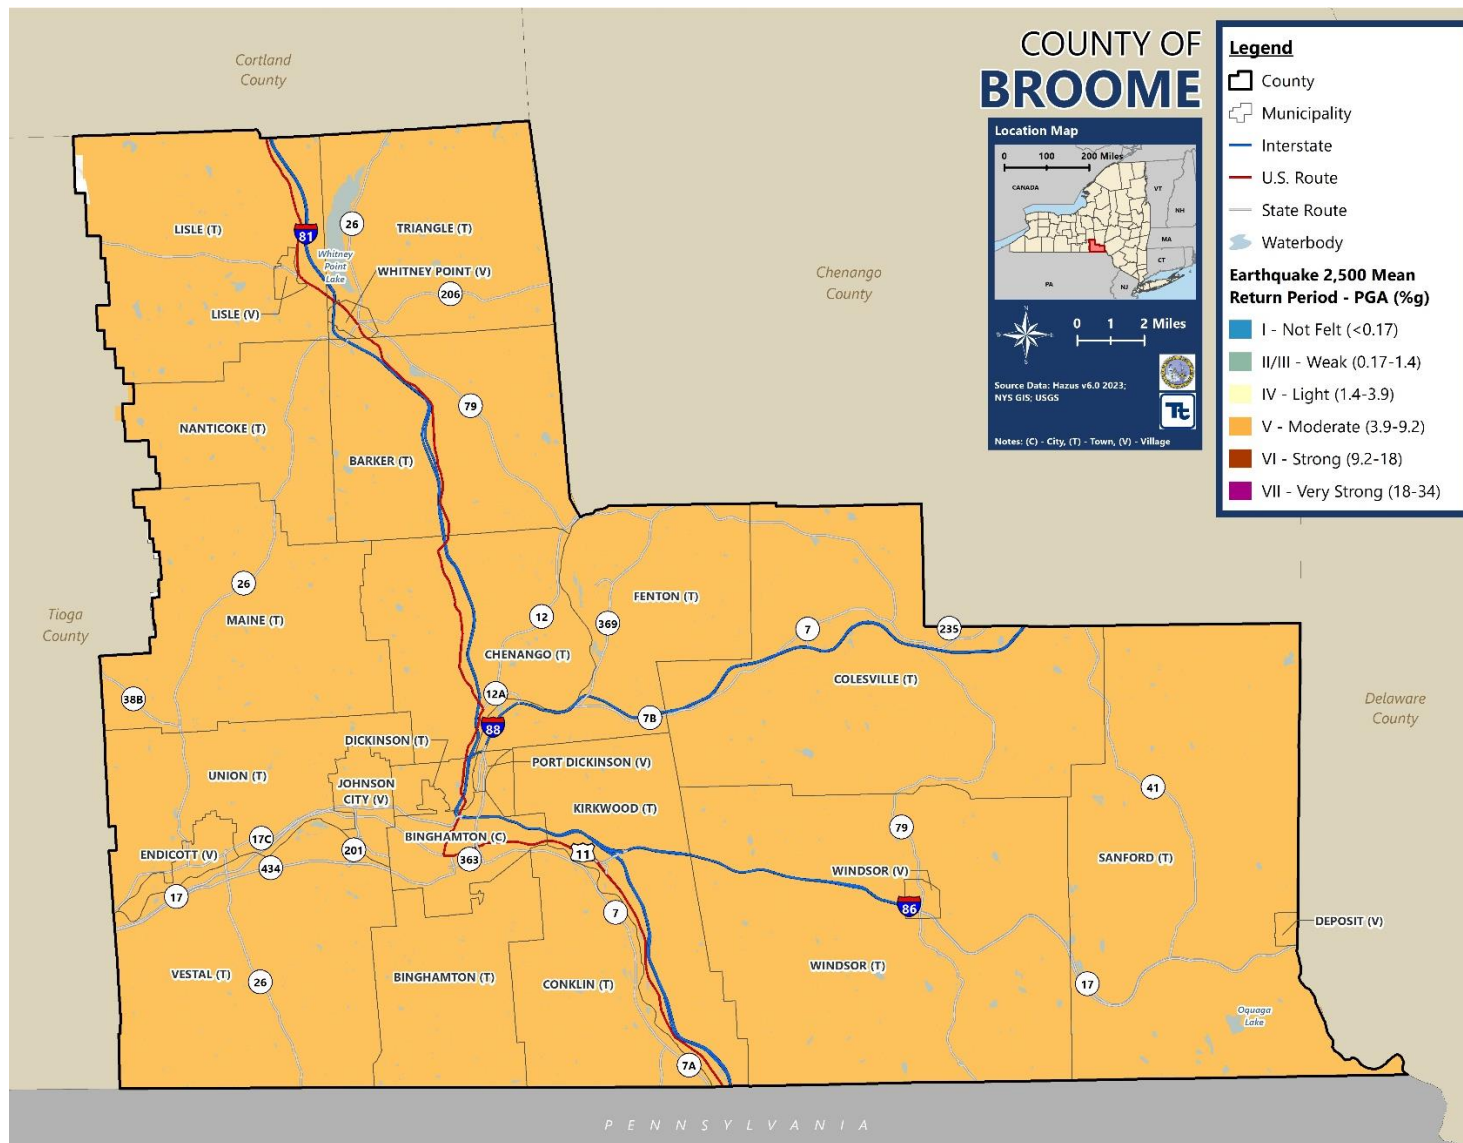 COUNTY OF
BROOME
Location Map
0 100 200 Miles
CANADA
VT
NH
MA
CT
PA
NJ
0 1 2 Miles
Source Data: Hazus v6.0 2023;
NYS GIS; USGS
Tt
Notes: (C) - City, (T) - Town, (V) - Village
Legend
County
Municipality
Interstate
U.S. Route
State Route
Waterbody
Earthquake 2,500 Mean
Return Period - PGA (%g)
I - Not Felt (<0.17)
II/III - Weak (0.17-1.4)
IV - Light (1.4-3.9)
V - Moderate (3.9-9.2)
VI - Strong (9.2-18)
VII - Very Strong (18-34)
Cortland
County
Chenango
County
Tioga
County
Delaware
County
LISLE (T)
81
26
TRIANGLE (T)
Whitney
Point
Lake
WHITNEY POINT (V)
206
LISLE (V)
79
NANTICOKE (T)
BARKER (T)
26
MAINE (T)
12
369
FENTON (T)
7
235
CHENANGO (T)
COLESVILLE (T)
38B
12A
7B
88
DICKINSON (T)
PORT DICKINSON (V)
UNION (T)
JOHNSON
CITY (V)
KIRKWOOD (T)
41
79
17C
BINGHAMTON (C)
201
363
11
ENDICOTT (V)
434
SANFORD (T)
WINDSOR (V)
17
7
86
DEPOSIT (V)
VESTAL (T)
26
BINGHAMTON (T)
CONKLIN (T)
WINDSOR (T)
17
Oquaga
Lake
7A
PENNSYLVANIA